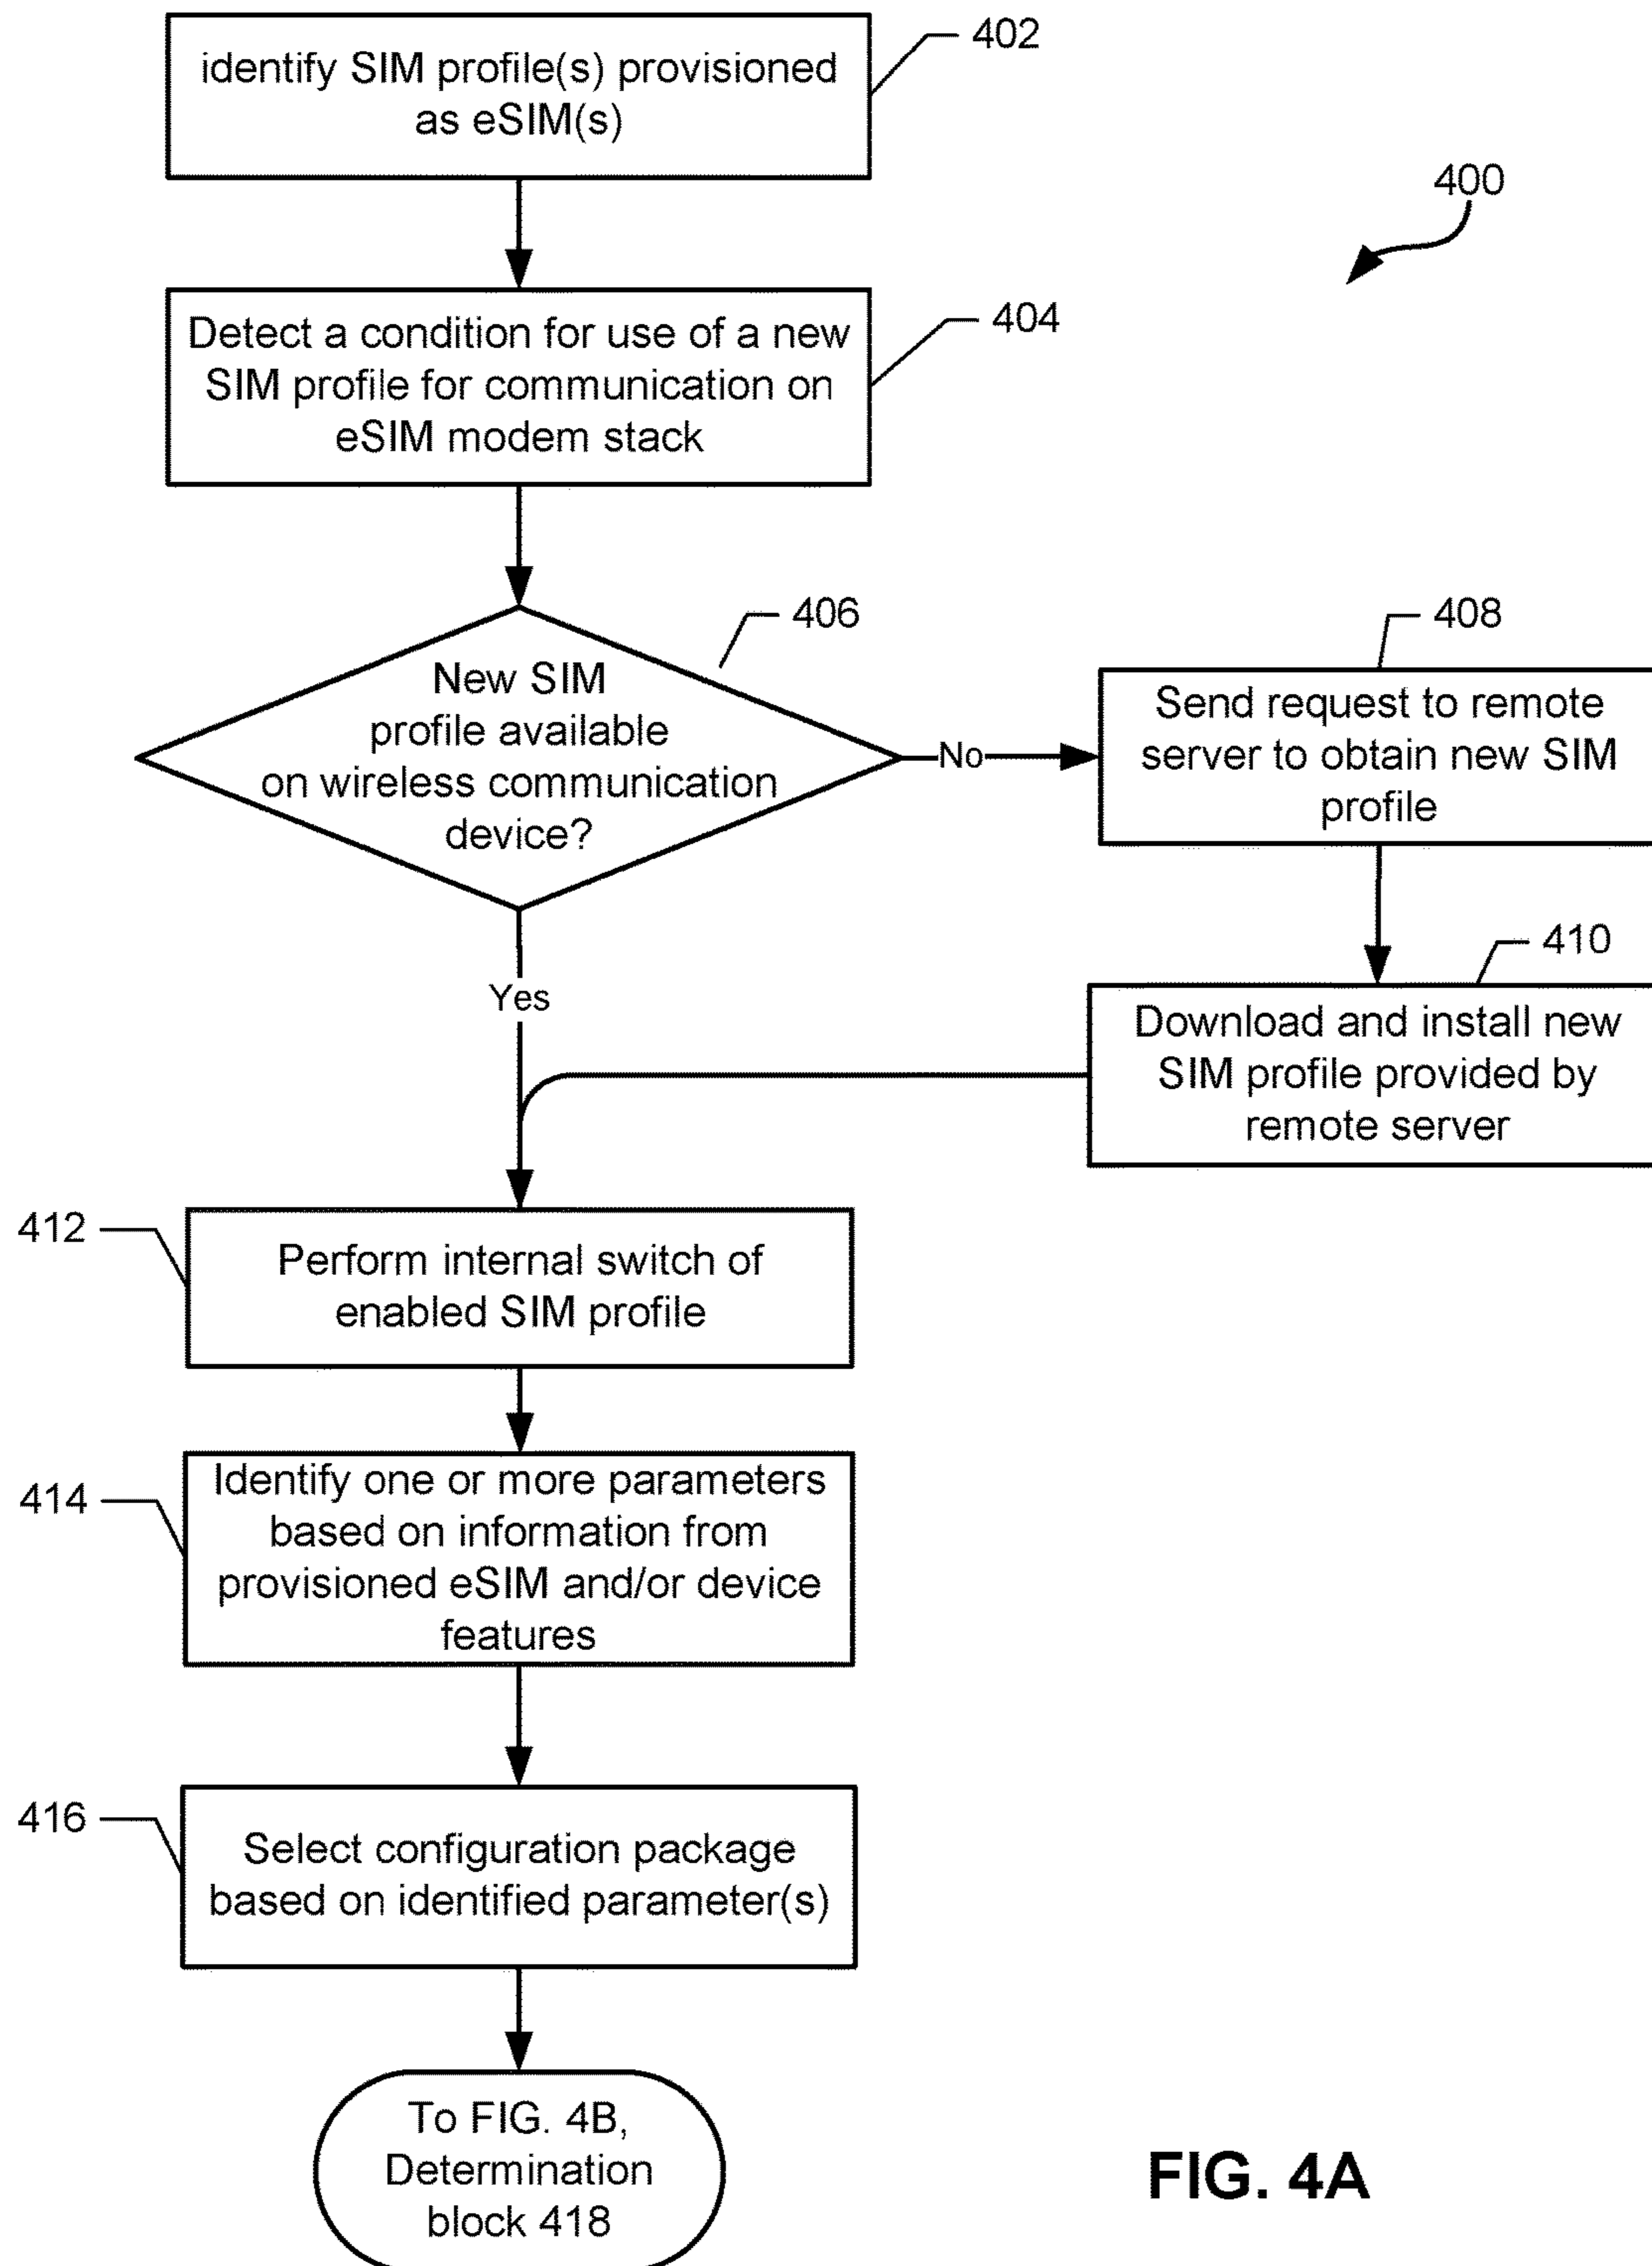 402
identify SIM profile(s) provisioned
as eSIM(s)
400
404
Detect a condition for use of a new
SIM profile for communication on
eSIM modem stack
406
New SIM
profile available
on wireless communication
device?
No
408
Send request to remote
server to obtain new SIM
profile
Yes
410
Download and install new
SIM profile provided by
remote server
412
Perform internal switch of
enabled SIM profile
414
Identify one or more parameters
based on information from
provisioned eSIM and/or device
features
416
Select configuration package
based on identified parameter(s)
To FIG. 4B,
Determination
block 418
FIG. 4A